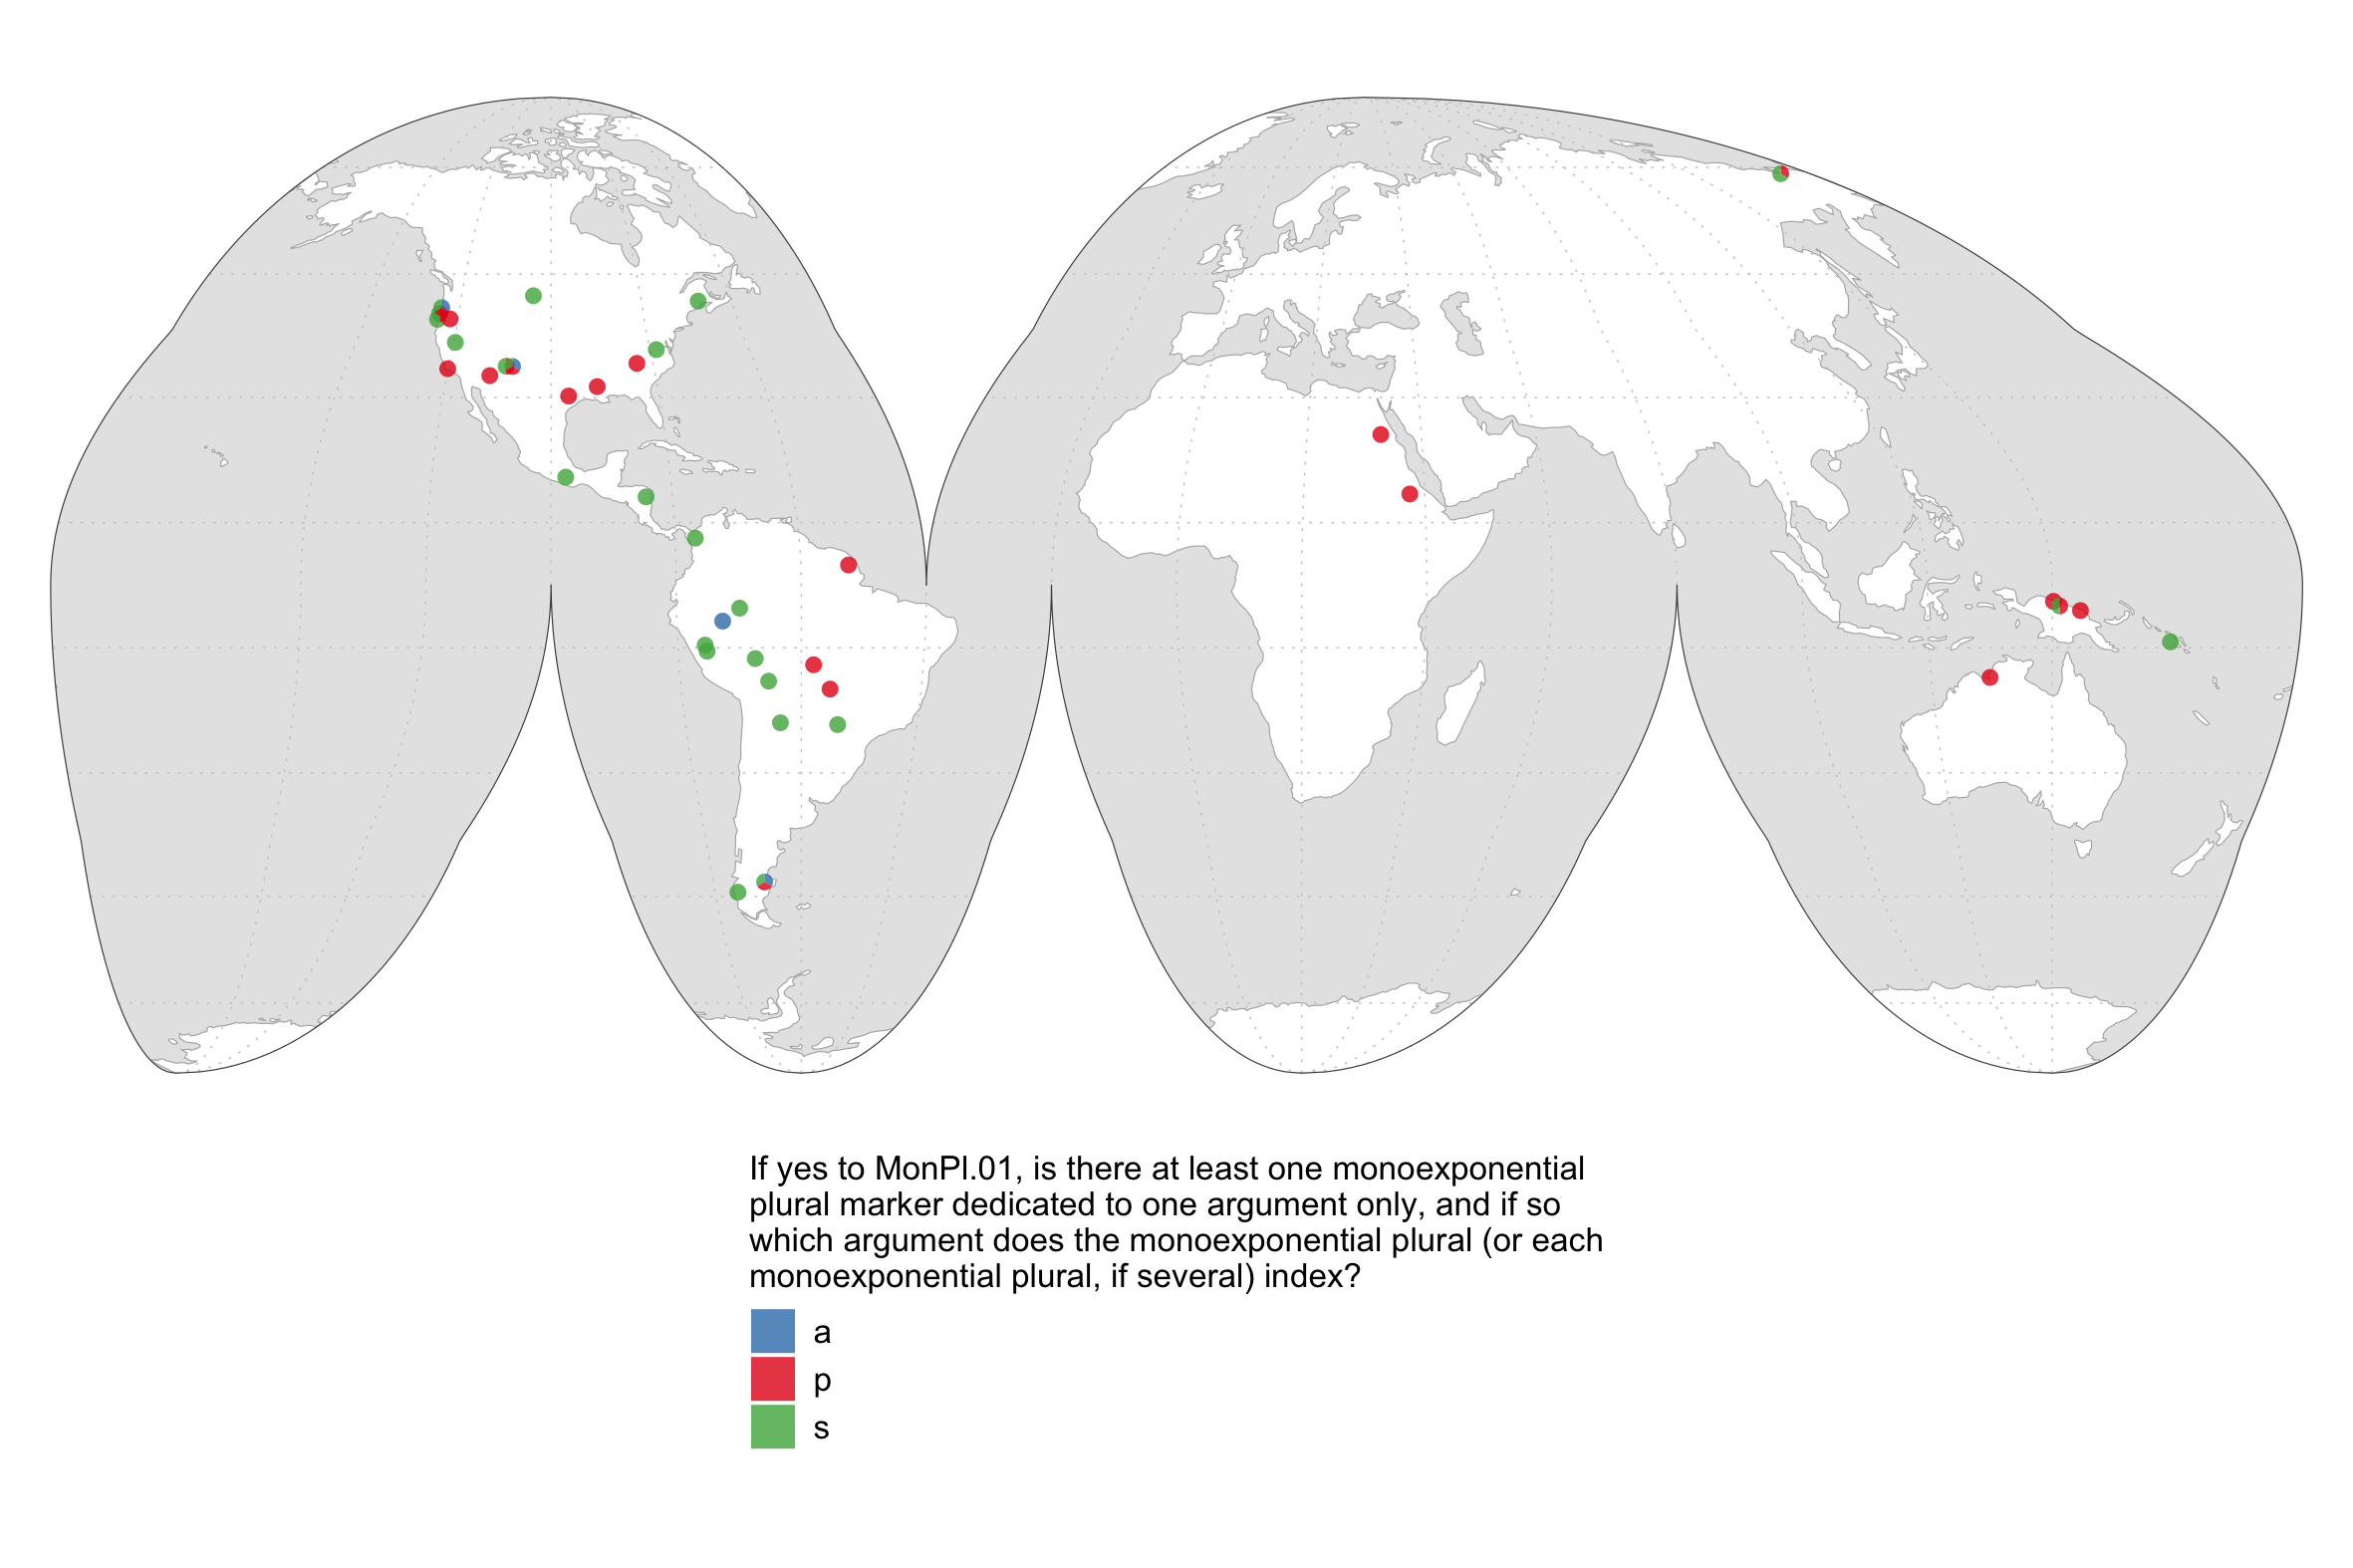 If yes to MonPl.01, is there at least one monoexponential
plural marker dedicated to one argument only, and if so
which argument does the monoexponential plural (or each
monoexponential plural, if several) index?
a
p
s